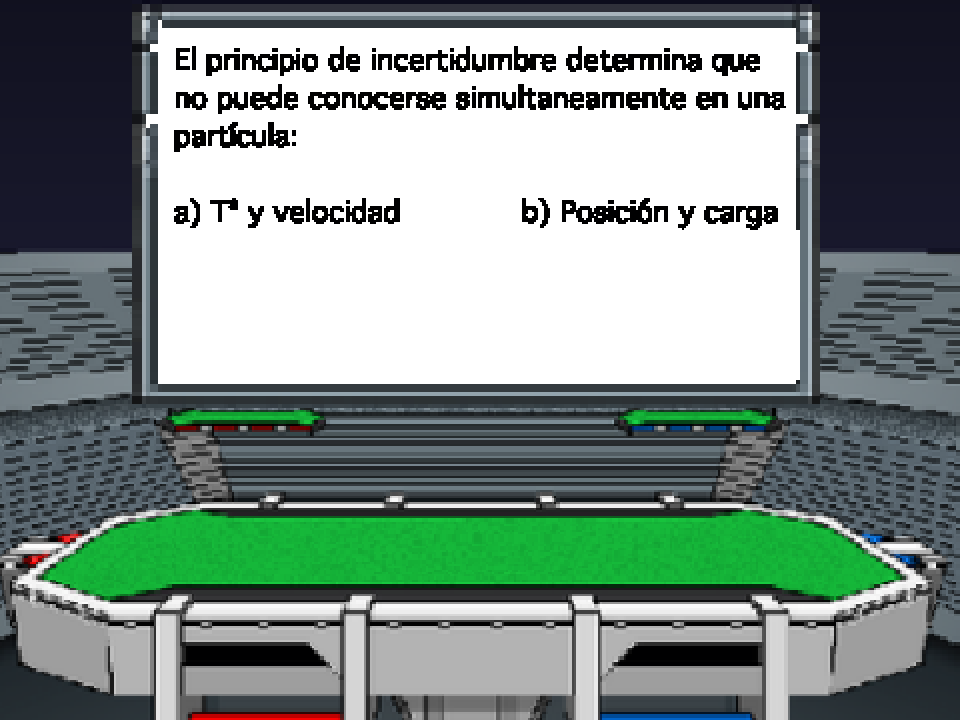 El principio de incertidumbre determina que
no puede conocerse simultaneamente en una
partícula:
a) Tª y velocidad b) Posición y carga